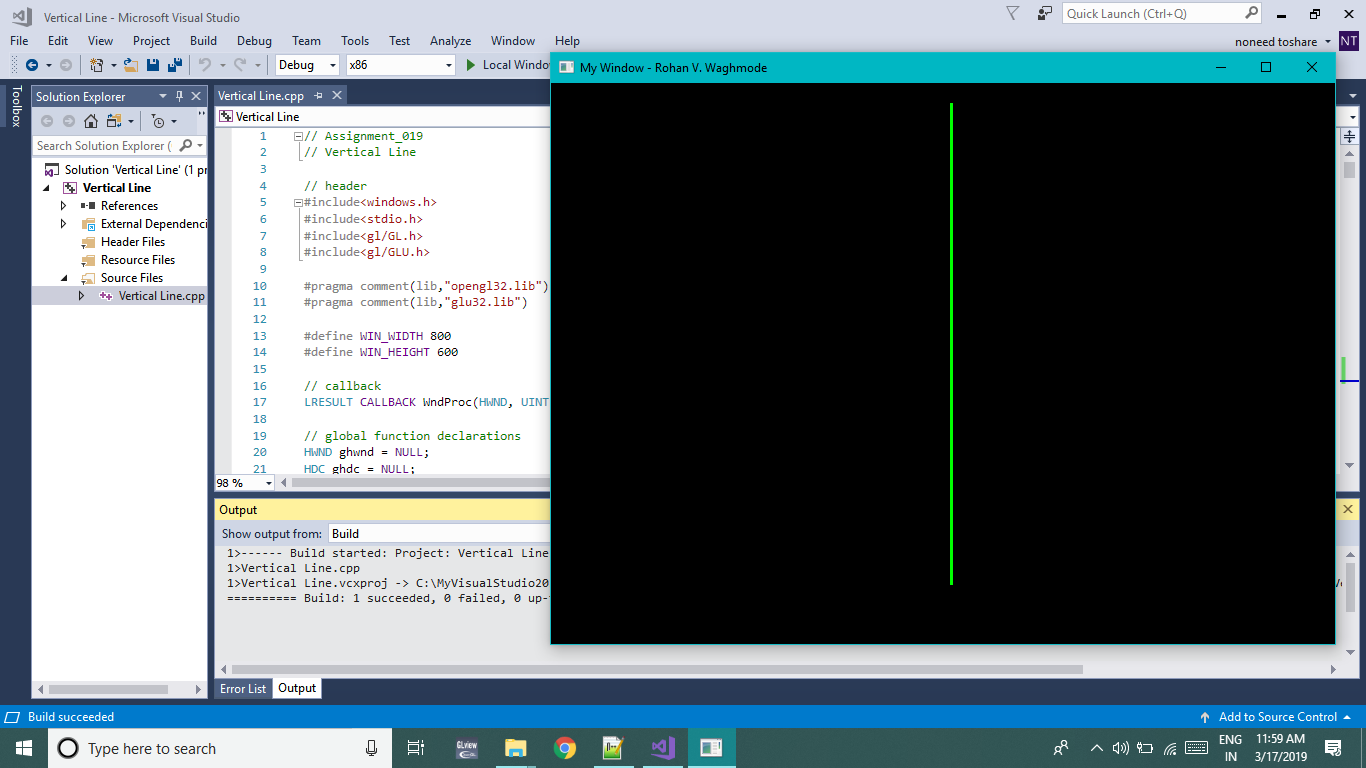 Vertical Line - Microsoft Visual Studio
Quick Launch (Ctrl+Q)
File Edit View Project Build Debug Team Tools Test Analyze Window Help
noneed toshare NT
Debug x86 Local Windo
Toolbox
Solution Explorer
Search Solution Explorer (
Solution 'Vertical Line' (1 pr
Vertical Line
References
External Dependenci
Header Files
Resource Files
Source Files
Vertical Line.cpp
Vertical Line.cpp
Vertical Line
1 // Assignment_019
2 // Vertical Line
3
4 // header
5 #include<windows.h>
6 #include<stdio.h>
7 #include<gl/GL.h>
8 #include<gl/GLU.h>
9
10 #pragma comment(lib,"opengl32.lib")
11 #pragma comment(lib,"glu32.lib")
12
13 #define WIN_WIDTH 800
14 #define WIN_HEIGHT 600
15
16 // callback
17 LRESULT CALLBACK WndProc(HWND, UINT
18
19 // global function declarations
20 HWND ghwnd = NULL;
21 HDC ghdc = NULL;
98 %
My Window - Rohan V. Waghmode
Output
Show output from: Build
1>------ Build started: Project: Vertical Line
1>Vertical Line.cpp
1>Vertical Line.vcxproj -> C:\MyVisualStudio20
========== Build: 1 succeeded, 0 failed, 0 up-
Error List Output
Build succeeded
Add to Source Control
Type here to search
GLview
ENG
IN
11:59 AM
3/17/2019